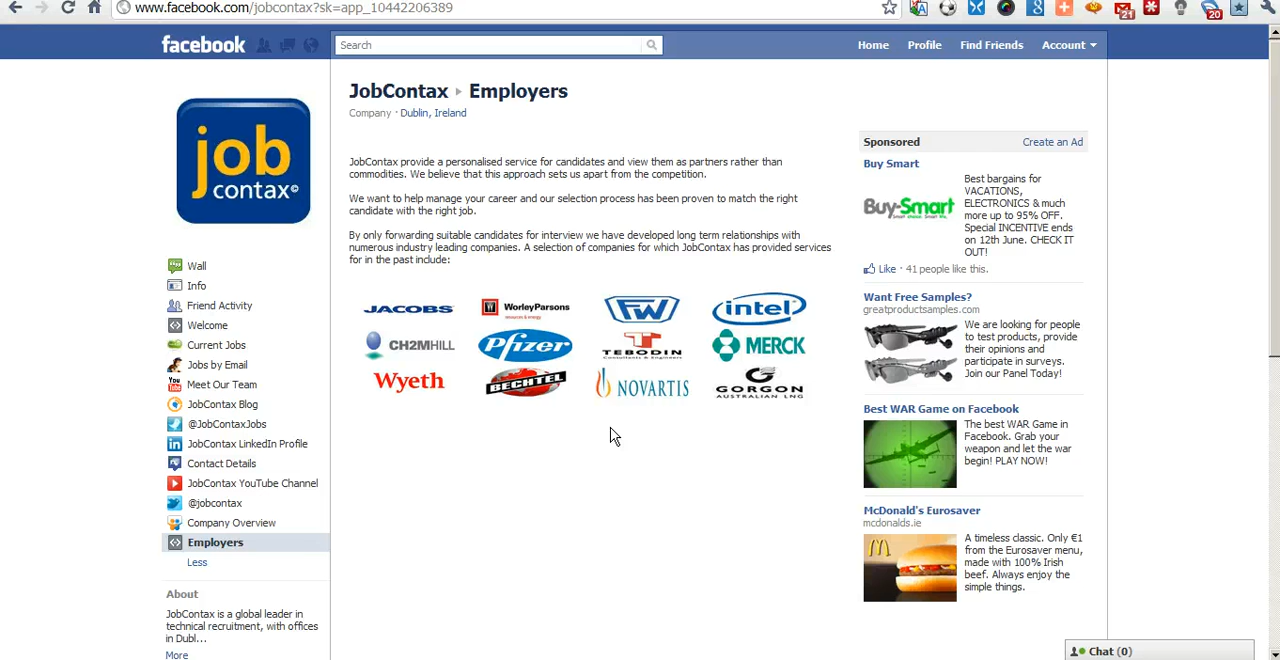 www.facebook.com/jobcontax?sk=app_10442206389
21
20
facebook
Search
Home
Profile
Find Friends
Account
job
contax©
JobContax ▸ Employers
Company · Dublin, Ireland
JobContax provide a personalised service for candidates and view them as partners rather than
commodities. We believe that this approach sets us apart from the competition.
We want to help manage your career and our selection process has been proven to match the right
candidate with the right job.
By only forwarding suitable candidates for interview we have developed long term relationships with
numerous industry leading companies. A selection of companies for which JobContax has provided services
for in the past include:
JACOBS
WorleyParsons
resources & energy
FW
intel
CH2MHILL
Pfizer
TEBODIN
Consultants & Engineers
MERCK
Wyeth
BECHTEL
NOVARTIS
GORGON
AUSTRALIAN LNG
Wall
Info
Friend Activity
Welcome
Current Jobs
Jobs by Email
You
Tube
Meet Our Team
JobContax Blog
@JobContaxJobs
in
JobContax LinkedIn Profile
Contact Details
JobContax YouTube Channel
@jobcontax
Company Overview
Employers
Less
About
JobContax is a global leader in
technical recruitment, with offices
in Dubl...
More
Sponsored
Create an Ad
Buy Smart
Buy-Smart
Best bargains for
VACATIONS,
ELECTRONICS & much
more up to 95% OFF.
Special INCENTIVE ends
on 12th June. CHECK IT
OUT!
Like · 41 people like this.
Want Free Samples?
greatproductsamples.com
We are looking for people
to test products, provide
their opinions and
participate in surveys.
Join our Panel Today!
Best WAR Game on Facebook
The best WAR Game in
Facebook. Grab your
weapon and let the war
begin! PLAY NOW!
McDonald's Eurosaver
mcdonalds.ie
A timeless classic. Only €1
from the Eurosaver menu,
made with 100% Irish
beef. Always enjoy the
simple things.
Chat (0)